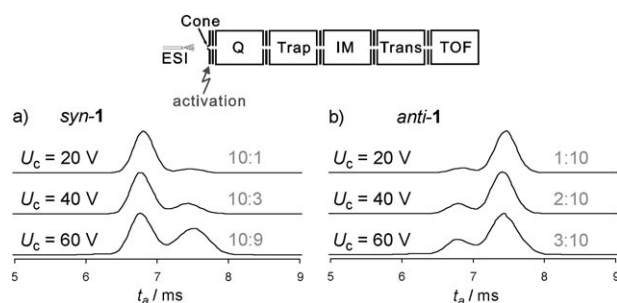 Cone
Q Trap IM Trans TOF
ESI
activation
a) syn-1
U_c = 20 V 10:1
U_c = 40 V 10:3
U_c = 60 V 10:9
5 6 7 8 9
t_a / ms
b) anti-1
U_c = 20 V 1:10
U_c = 40 V 2:10
U_c = 60 V 3:10
5 6 7 8 9
t_a / ms